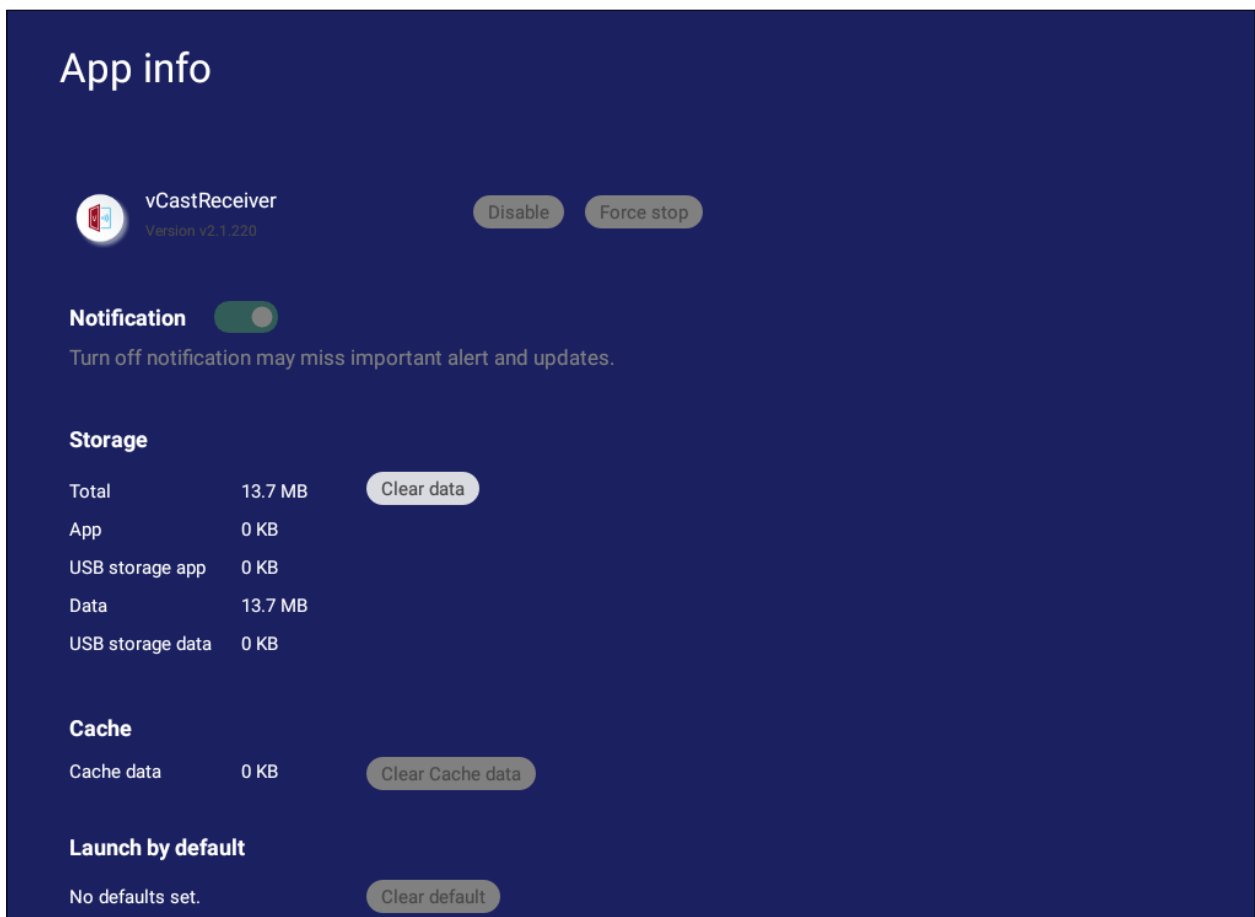 App info
vCastReceiver
Version v2.1.220
Disable
Force stop
Notification
Turn off notification may miss important alert and updates.
Storage
Total 13.7 MB Clear data
App 0 KB
USB storage app 0 KB
Data 13.7 MB
USB storage data 0 KB
Cache
Cache data 0 KB Clear Cache data
Launch by default
No defaults set. Clear default